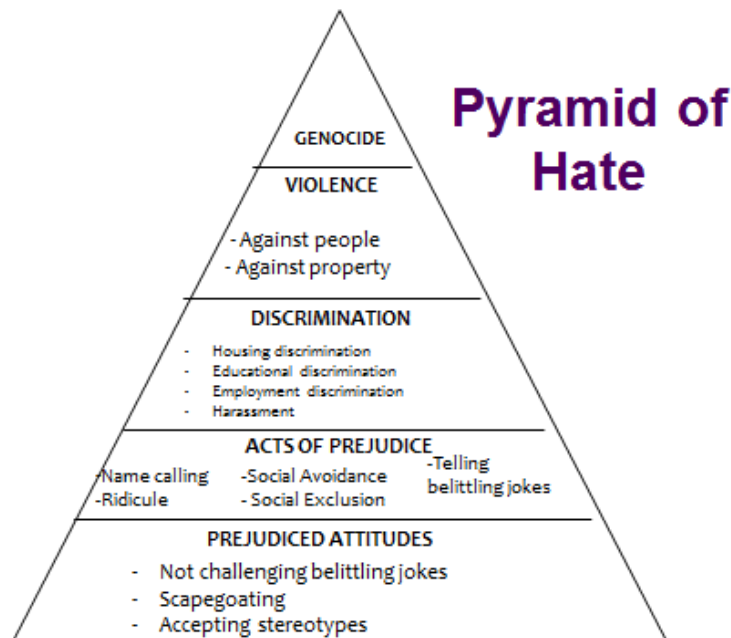 Pyramid of
Hate
GENOCIDE
VIOLENCE
- Against people
- Against property
DISCRIMINATION
- Housing discrimination
- Educational discrimination
- Employment discrimination
- Harassment
ACTS OF PREJUDICE
-Name calling
-Ridicule
-Social Avoidance
- Social Exclusion
-Telling
belittling jokes
PREJUDICED ATTITUDES
- Not challenging belittling jokes
- Scapegoating
- Accepting stereotypes